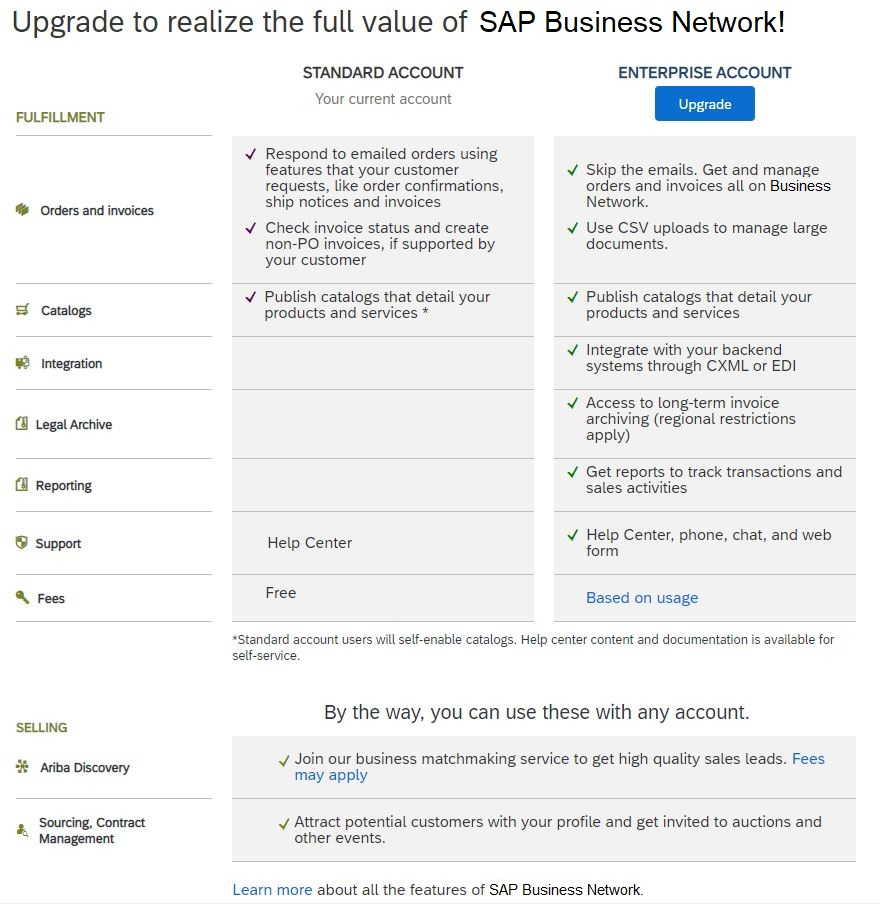 Upgrade to realize the full value of SAP Business Network!
STANDARD ACCOUNT
Your current account
ENTERPRISE ACCOUNT
Upgrade
FULFILLMENT
Orders and invoices
Respond to emailed orders using
features that your customer
requests, like order confirmations,
ship notices and invoices
Check invoice status and create
non-PO invoices, if supported by
your customer
Skip the emails. Get and manage
orders and invoices all on Business
Network.
Use CSV uploads to manage large
documents.
Catalogs
Publish catalogs that detail your
products and services *
Publish catalogs that detail your
products and services
Integration
Integrate with your backend
systems through CXML or EDI
Legal Archive
Access to long-term invoice
archiving (regional restrictions
apply)
Reporting
Get reports to track transactions and
sales activities
Support
Help Center
Help Center, phone, chat, and web
form
Fees
Free
Based on usage
*Standard account users will self-enable catalogs. Help center content and documentation is available for
self-service.
By the way, you can use these with any account.
SELLING
Ariba Discovery
Join our business matchmaking service to get high quality sales leads. Fees
may apply
Sourcing, Contract
Management
Attract potential customers with your profile and get invited to auctions and
other events.
Learn more about all the features of SAP Business Network.